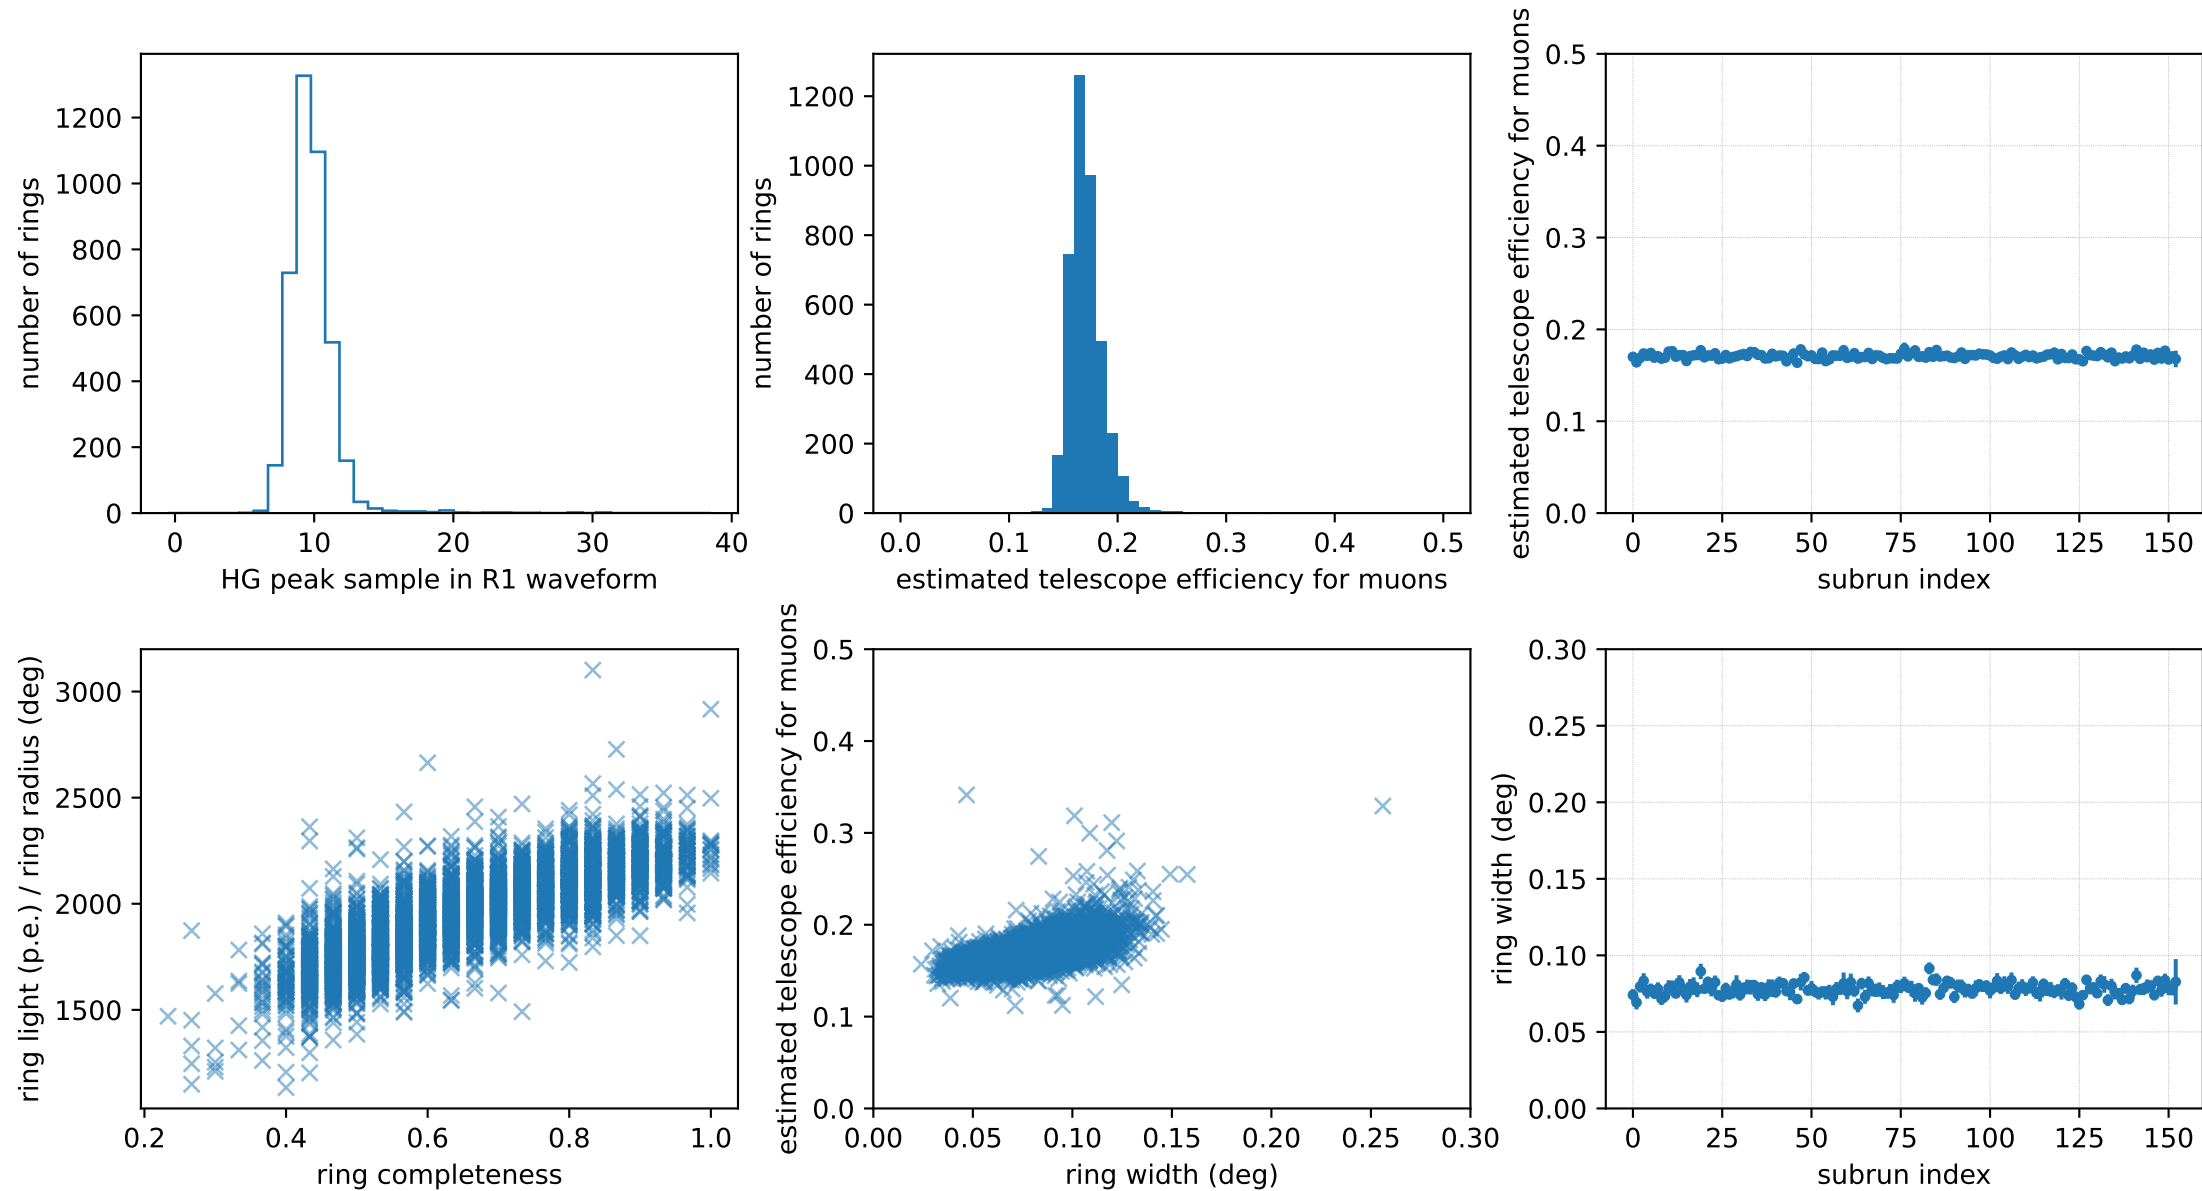 number of rings
1200
1000
800
600
400
200
0
0 10 20 30 40
HG peak sample in R1 waveform
number of rings
1200
1000
800
600
400
200
0
0.0 0.1 0.2 0.3 0.4 0.5
estimated telescope efficiency for muons
estimated telescope efficiency for muons
0.5
0.4
0.3
0.2
0.1
0.0
0 25 50 75 100 125 150
subrun index
ring light (p.e.) / ring radius (deg)
3000
2500
2000
1500
0.2 0.4 0.6 0.8 1.0
ring completeness
estimated telescope efficiency for muons
0.5
0.4
0.3
0.2
0.1
0.0
0.00 0.05 0.10 0.15 0.20 0.25 0.30
ring width (deg)
ring width (deg)
0.30
0.25
0.20
0.15
0.10
0.05
0.00
0 25 50 75 100 125 150
subrun index